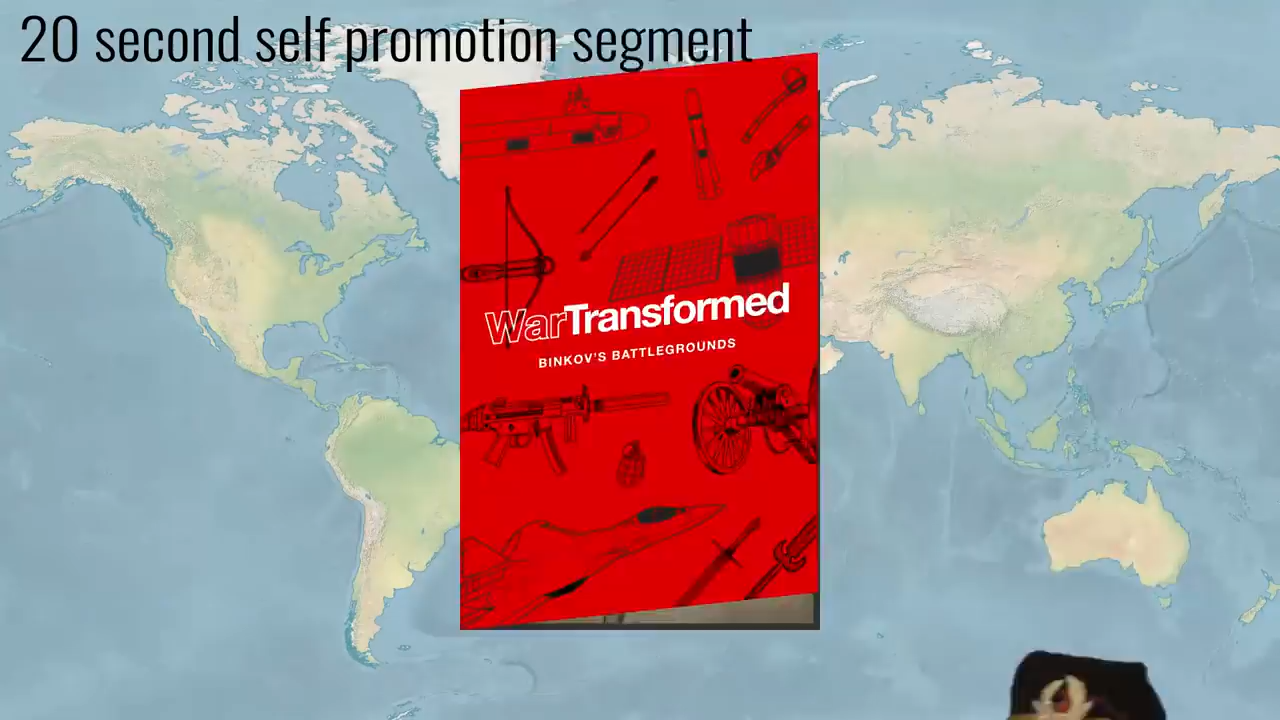 20 second self promotion segment
WarTransformed
BINKOV'S BATTLEGROUNDS